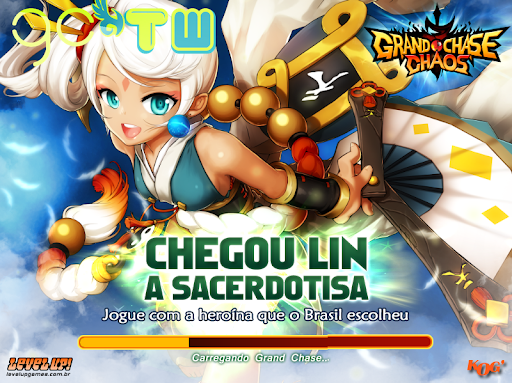 gc TW
GRAND CHASE
CHAOS
CHEGOU LIN
A SACERDOTISA
Jogue com a heroína que o Brasil escolheu
Carregando Grand Chase..
LEVEL UP!
levelupgames.com.br
KOG